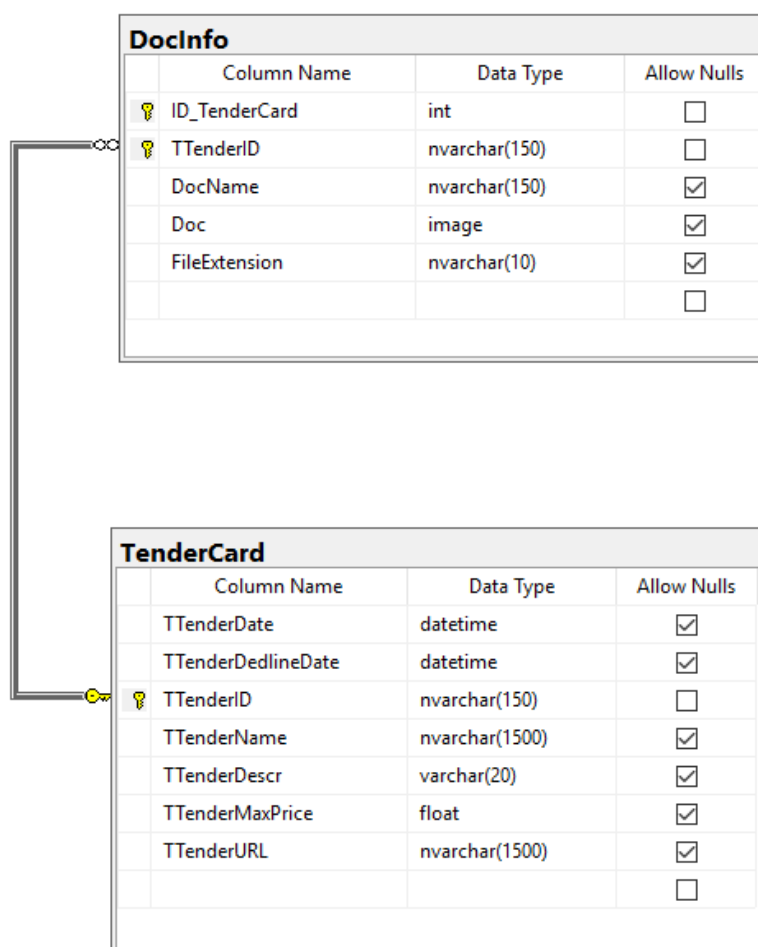 DocInfo
Column Name Data Type Allow Nulls
ID_TenderCard int
TTenderID nvarchar(150)
DocName nvarchar(150)
Doc image
FileExtension nvarchar(10)
TenderCard
Column Name Data Type Allow Nulls
TTenderDate datetime
TTenderDedlineDate datetime
TTenderID nvarchar(150)
TTenderName nvarchar(1500)
TTenderDescr varchar(20)
TTenderMaxPrice float
TTenderURL nvarchar(1500)